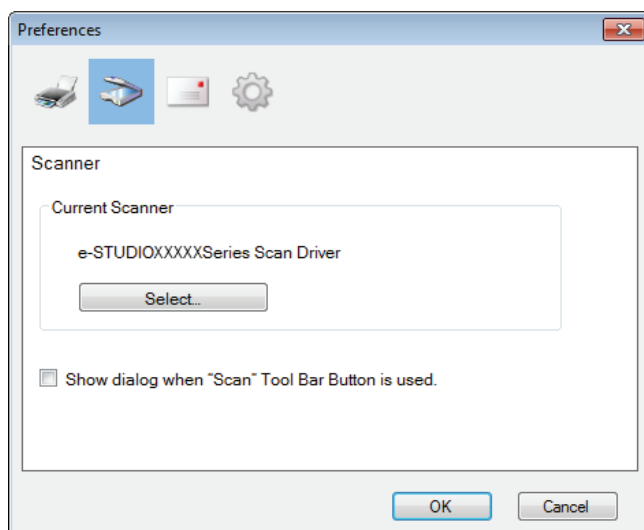 Preferences
Scanner
Current Scanner
e-STUDIOXXXXXSeries Scan Driver
Select...
Show dialog when “Scan” Tool Bar Button is used.
OK Cancel